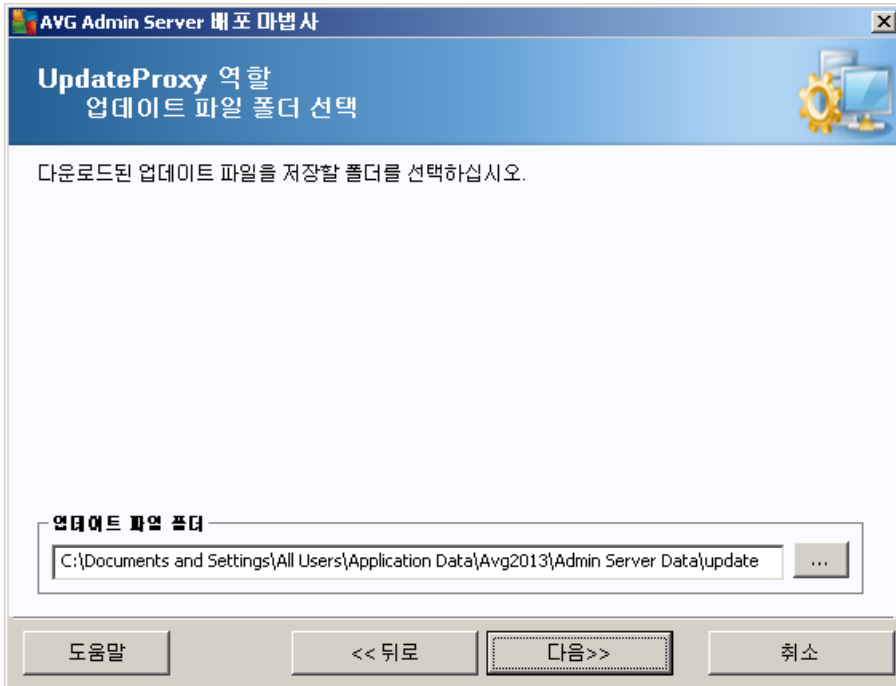 AVG Admin Server 배포 마법사
UpdateProxy 역할
업데이트 파일 폴더 선택
다운로드된 업데이트 파일을 저장할 폴더를 선택하십시오.
업데이트 파일 폴더
C:\Documents and Settings\All Users\Application Data\Avg2013\Admin Server Data\update
...
도움말
<< 뒤로
다음>>
취소